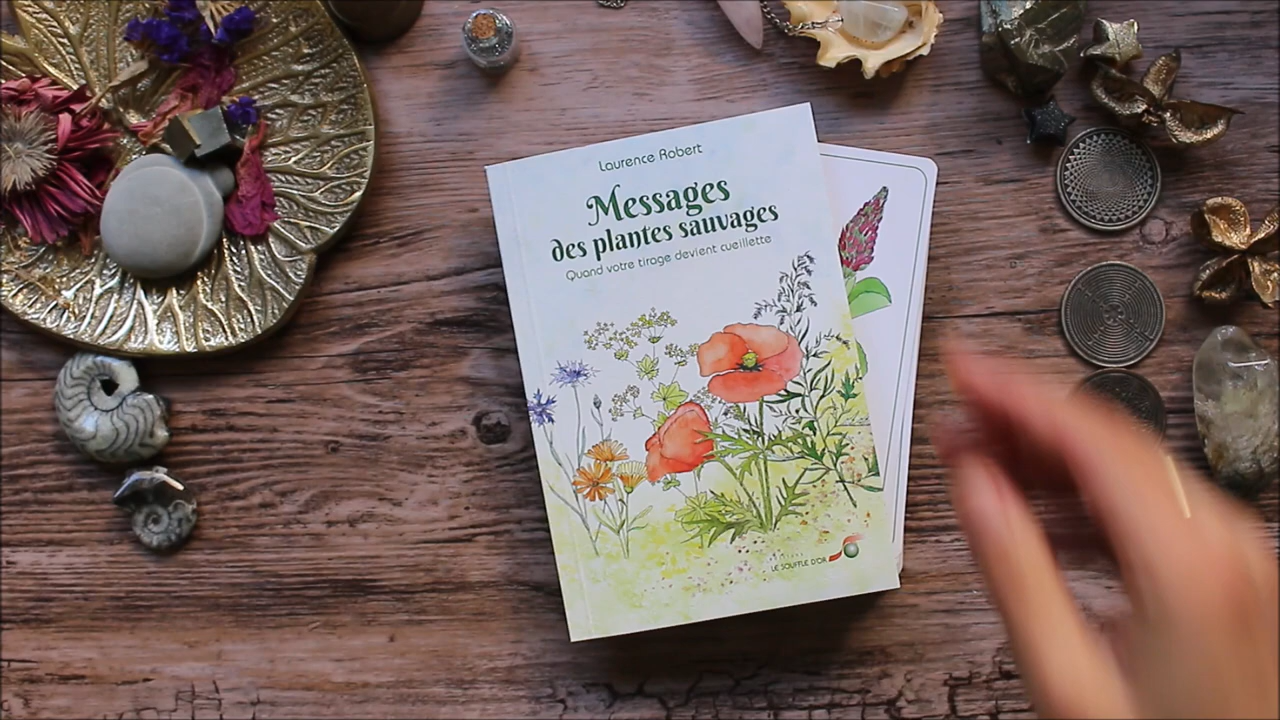 Laurence Robert
Messages
des plantes sauvages
Quand votre tirage devient cueillette
LE SOUFFLE D'OR